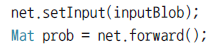 net.setInput(inputBlob);
Mat prob = net.forward();